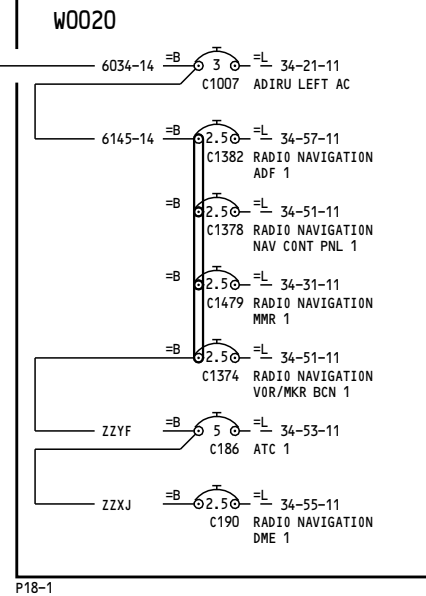 W0020
6034-14 =B 3 =L 34-21-11
C1007 ADIRU LEFT AC
6145-14 =B 2.5 =L 34-57-11
C1382 RADIO NAVIGATION
ADF 1
=B 2.5 =L 34-51-11
C1378 RADIO NAVIGATION
NAV CONT PNL 1
=B 2.5 =L 34-31-11
C1479 RADIO NAVIGATION
MMR 1
=B 2.5 =L 34-51-11
C1374 RADIO NAVIGATION
VOR/MKR BCN 1
ZZYF =B 5 =L 34-53-11
C186 ATC 1
ZZXJ =B 2.5 =L 34-55-11
C190 RADIO NAVIGATION
DME 1
P18-1